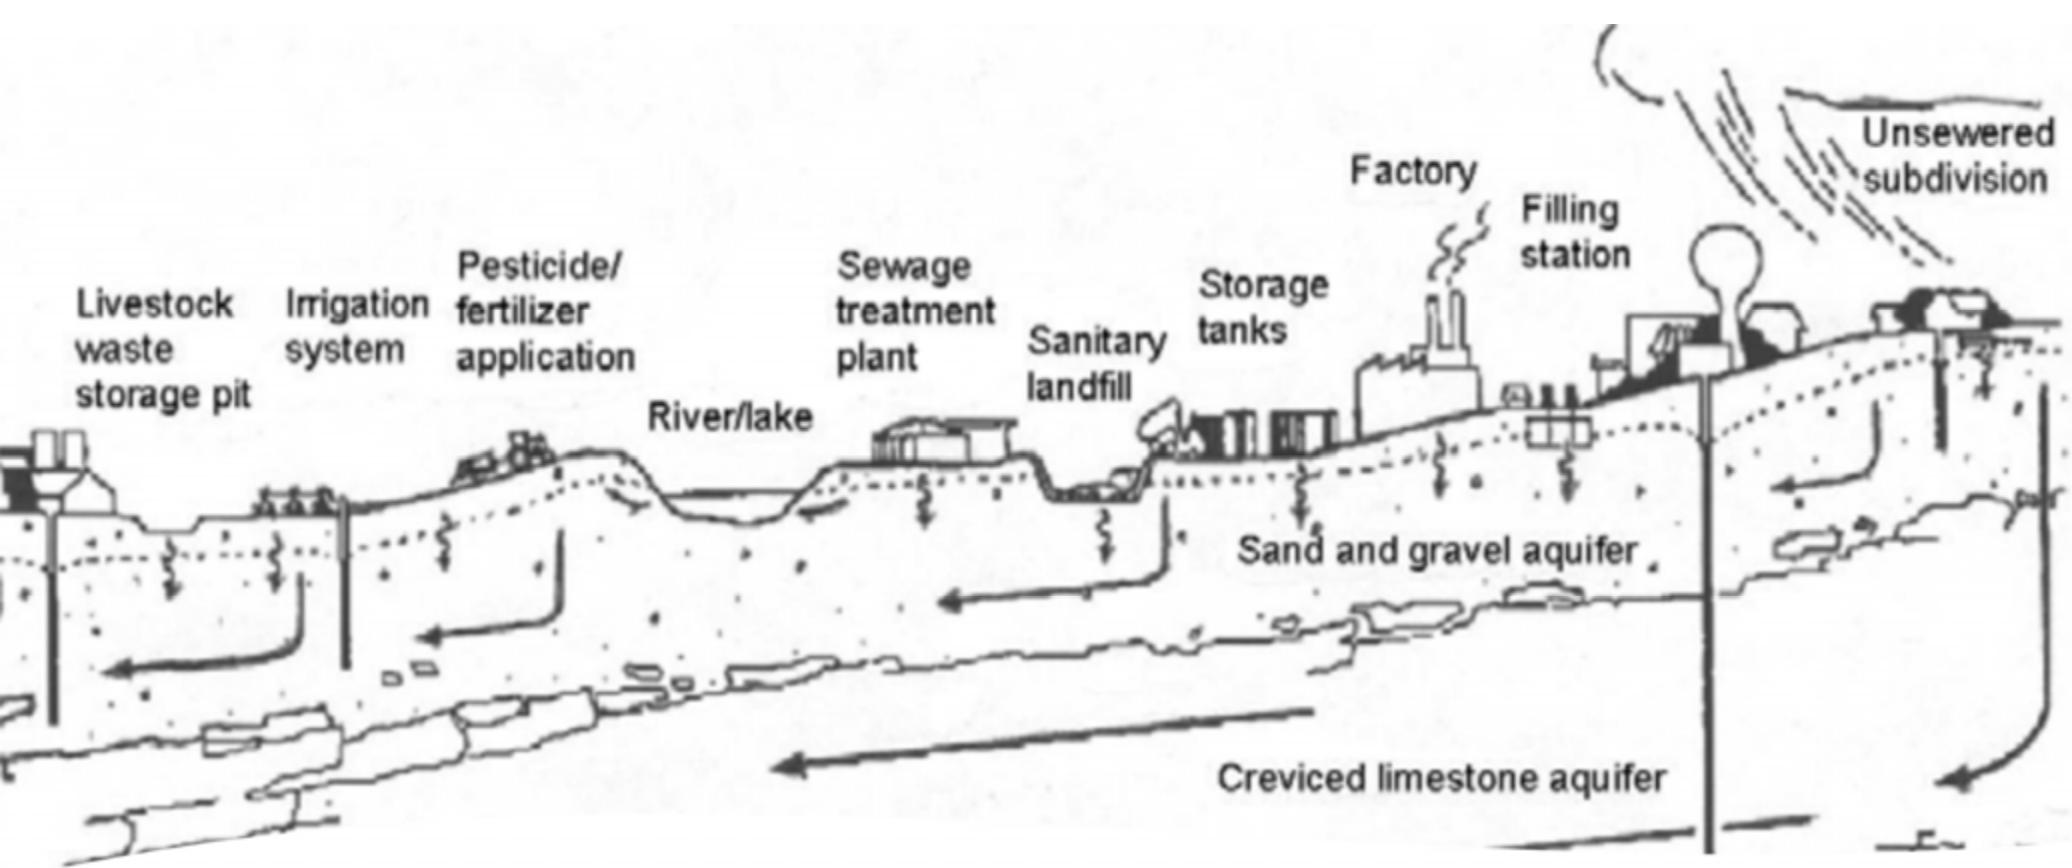 Livestock
waste
storage pit
Irrigation
system
Pesticide/
fertilizer
application
River/lake
Sewage
treatment
plant
Sanitary
landfill
Storage
tanks
Factory
Filling
station
Unsewered
subdivision
Sand and gravel aquifer
Creviced limestone aquifer